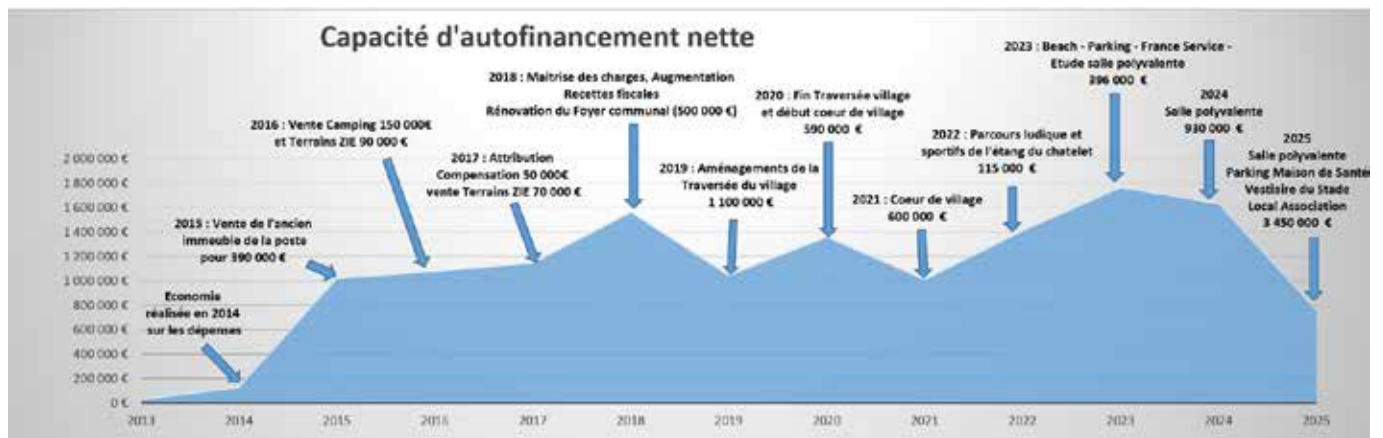 Capacité d'autofinancement nette
2023 : Beach - Parking - France Service -
Etude salle polyvalente
396 000 €
2018 : Maitrise des charges, Augmentation
Recettes fiscales
Rénovation du Foyer communal (500 000 €)
2020 : Fin Traversée village
et début coeur de village
590 000 €
2024
Salle polyvalente
930 000 €
2016 : Vente Camping 150 000€
et Terrains ZIE 90 000 €
2022 : Parcours ludique et
sportifs de l'étang du chatelet
115 000 €
2025
Salle polyvalente
Parking Maison de Santé
Vestiaire du Stade
Local Association
3 450 000 €
2017 : Attribution
Compensation 50 000€
vente Terrains ZIE 70 000 €
2019 : Aménagements de la
Traversée du village
1 100 000 €
2021 : Coeur de village
600 000 €
2015 : Vente de l'ancien
immeuble de la poste
pour 390 000 €
Economie
réalisée en 2014
sur les dépenses
2 000 000 €
1 800 000 €
1 600 000 €
1 400 000 €
1 200 000 €
1 000 000 €
800 000 €
600 000 €
400 000 €
200 000 €
0 €
2013 2014 2015 2016 2017 2018 2019 2020 2021 2022 2023 2024 2025